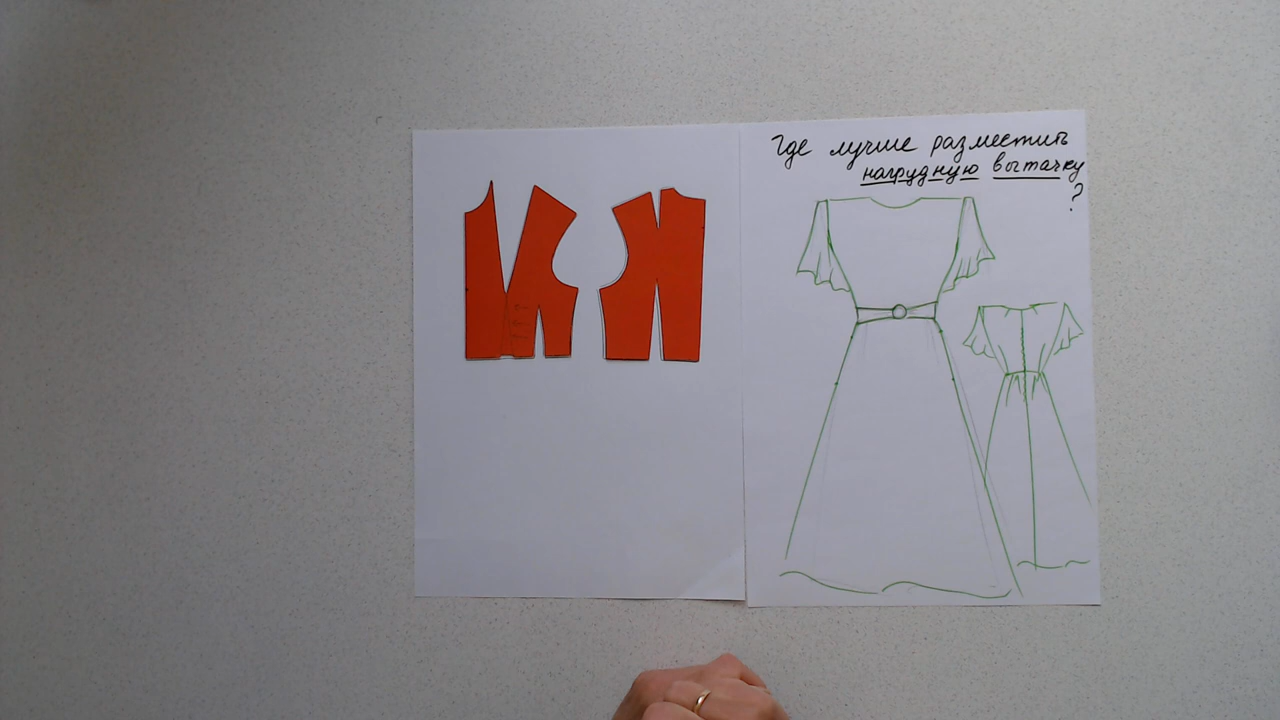 Где лучше разместить
нагрудную вытачку
?